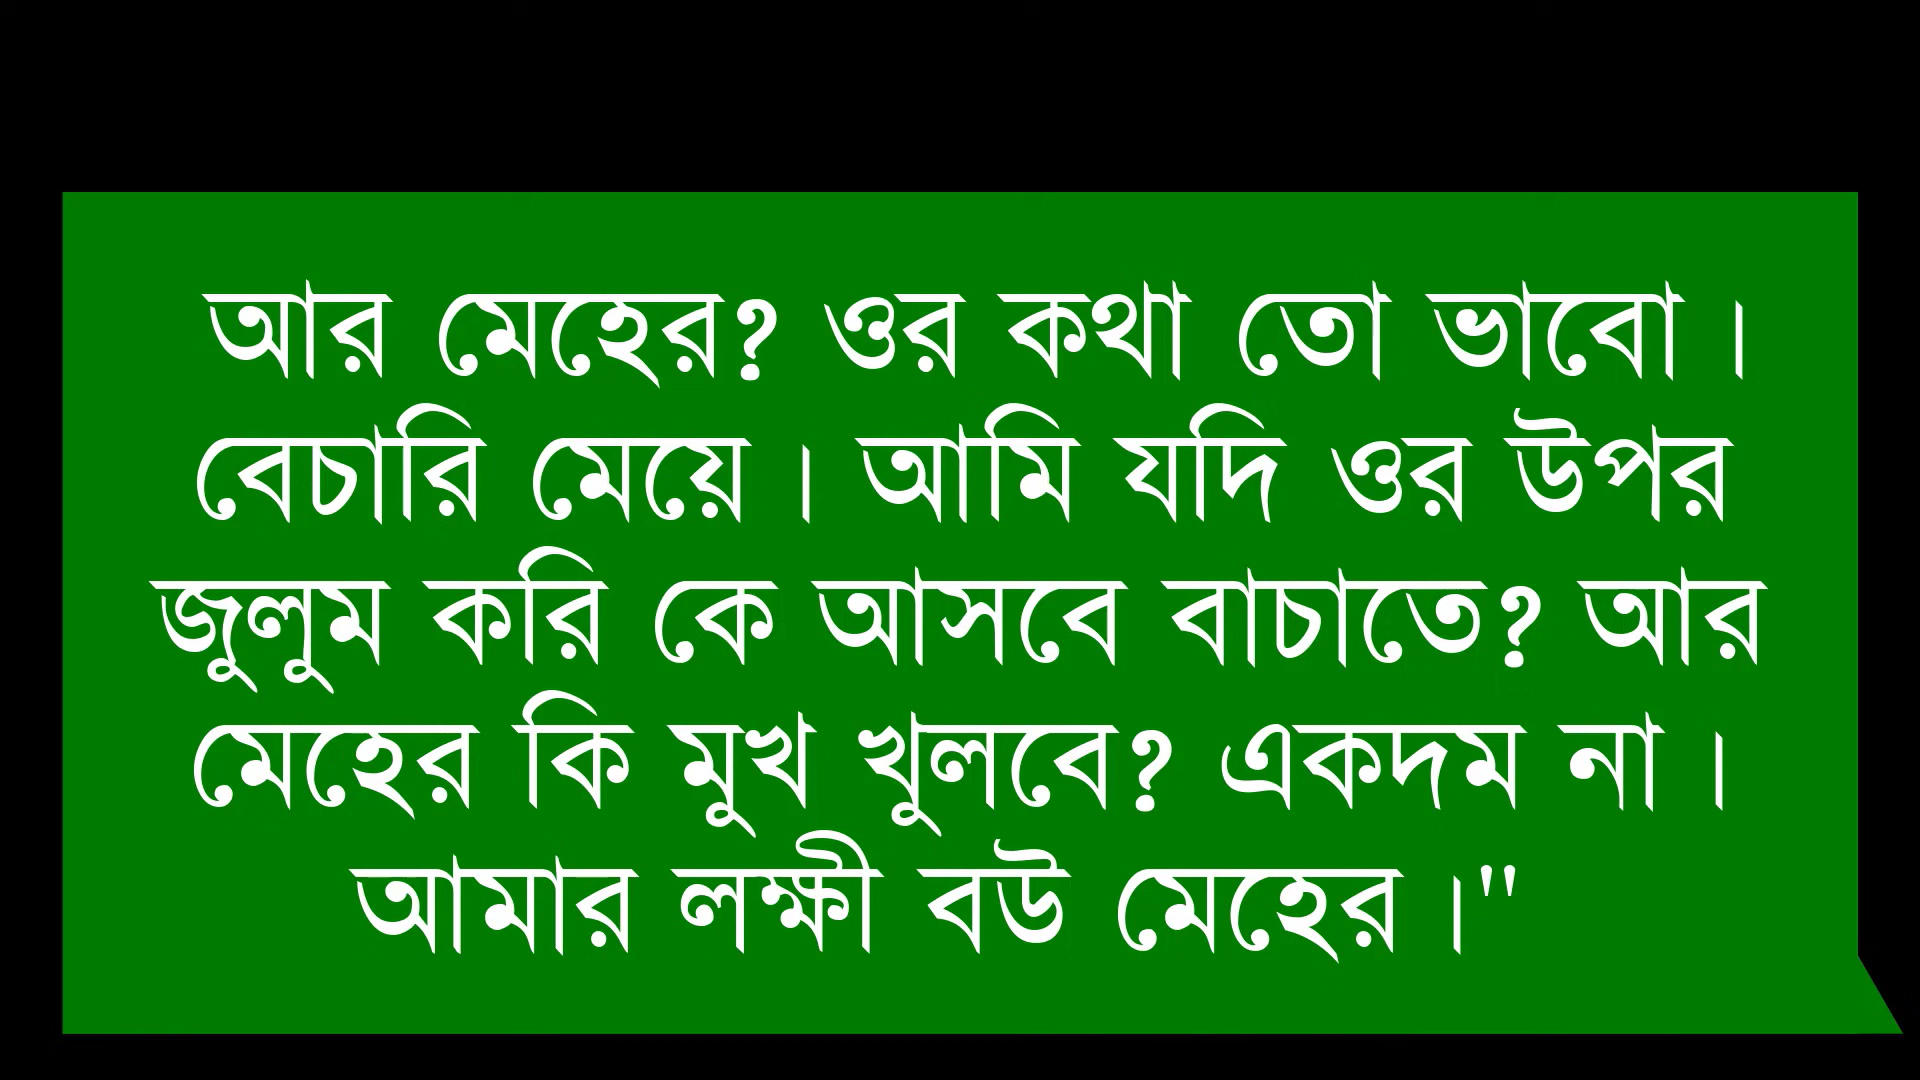 আর মেহের? ওর কথা তো ভাবো ।
বেচারি মেয়ে । আমি যদি ওর উপর
জুলুম করি কে আসবে বাচাতে? আর
মেহের কি মুখ খুলবে? একদম না ।
আমার লক্ষী বউ মেহের ।"